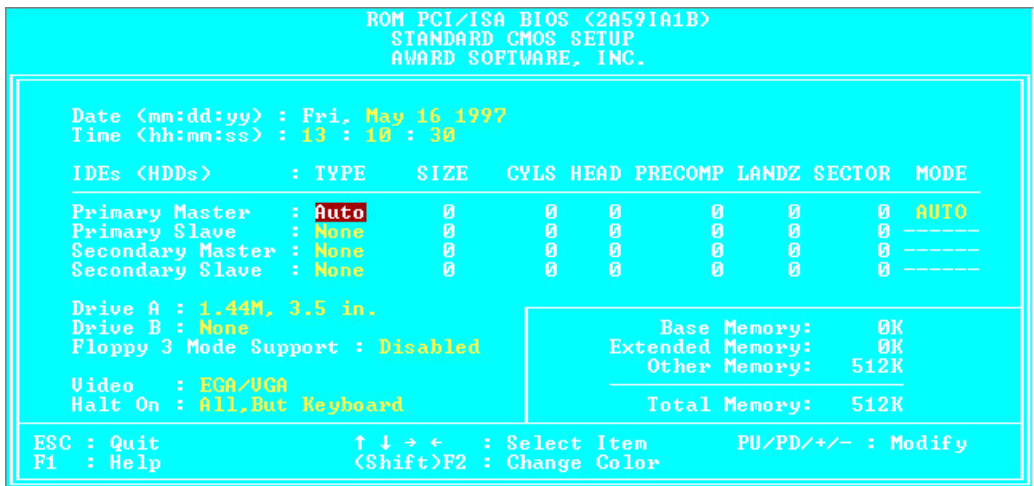 ROM PCI/ISA BIOS (2A59IA1B)
STANDARD CMOS SETUP
AWARD SOFTWARE, INC.
Date (mm:dd:yy) : Fri, May 16 1997
Time (hh:mm:ss) : 13 : 10 : 30
IDEs (HDDs) : TYPE SIZE CYLS HEAD PRECOMP LANDZ SECTOR MODE
Primary Master : Auto 0 0 0 0 0 0 AUTO
Primary Slave : None 0 0 0 0 0 0 ------
Secondary Master : None 0 0 0 0 0 0 ------
Secondary Slave : None 0 0 0 0 0 0 ------
Drive A : 1.44M, 3.5 in.
Drive B : None
Floppy 3 Mode Support : Disabled
Video : EGA/VGA
Halt On : All,But Keyboard
Base Memory: 0K
Extended Memory: 0K
Other Memory: 512K
Total Memory: 512K
ESC : Quit ↑ ↓ → ← : Select Item PU/PD/+/- : Modify
F1 : Help (Shift)F2 : Change Color